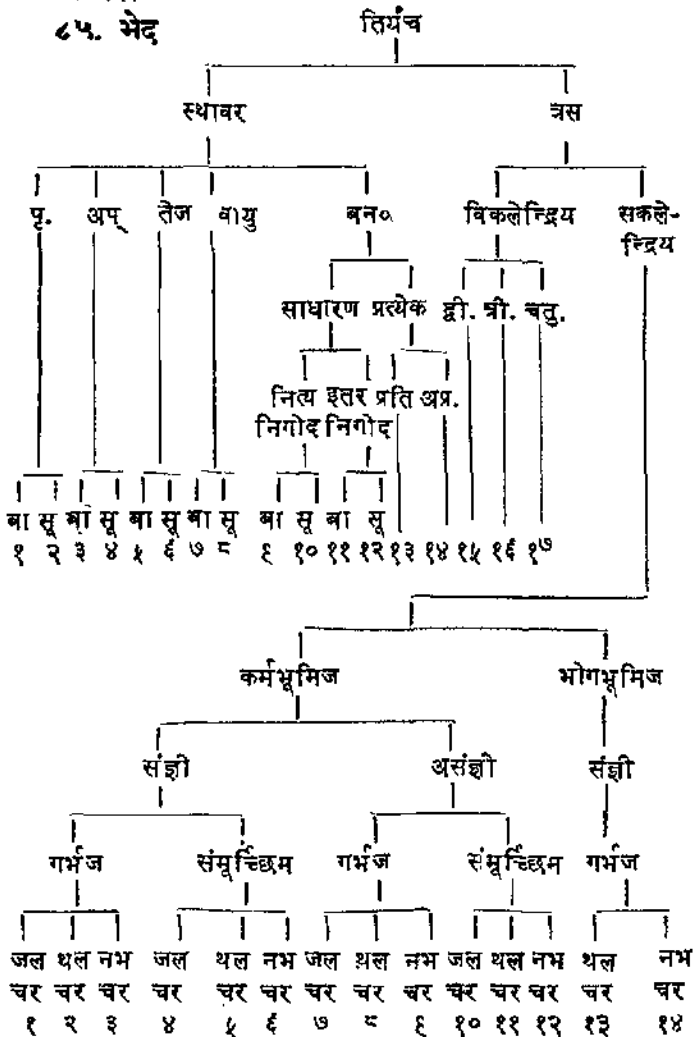 ८५. भेद
तिर्यंच
स्थावर त्रस
पृ. अप् तेज वायु बन० विकलेन्द्रिय सकले-
न्द्रिय
साधारण प्रत्येक द्वी. त्री. चतु.
नित्य इतर प्रति अप्र.
निगोद निगोद
बा सू बा सू बा सू बा सू बा सू बा सू
१ २ ३ ४ ५ ६ ७ ८ ९ १० ११ १२ १३ १४ १५ १६ १७
कर्मभूमिज भोगभूमिज
संज्ञी असंज्ञी संज्ञी
गर्भज संमूर्च्छिम गर्भज संमूर्च्छिम गर्भज
जल थल नभ जल थल नभ जल थल नभ जल थल नभ थल नभ
चर चर चर चर चर चर चर चर चर चर चर चर चर चर
१ २ ३ ४ ५ ६ ७ ८ ९ १० ११ १२ १३ १४